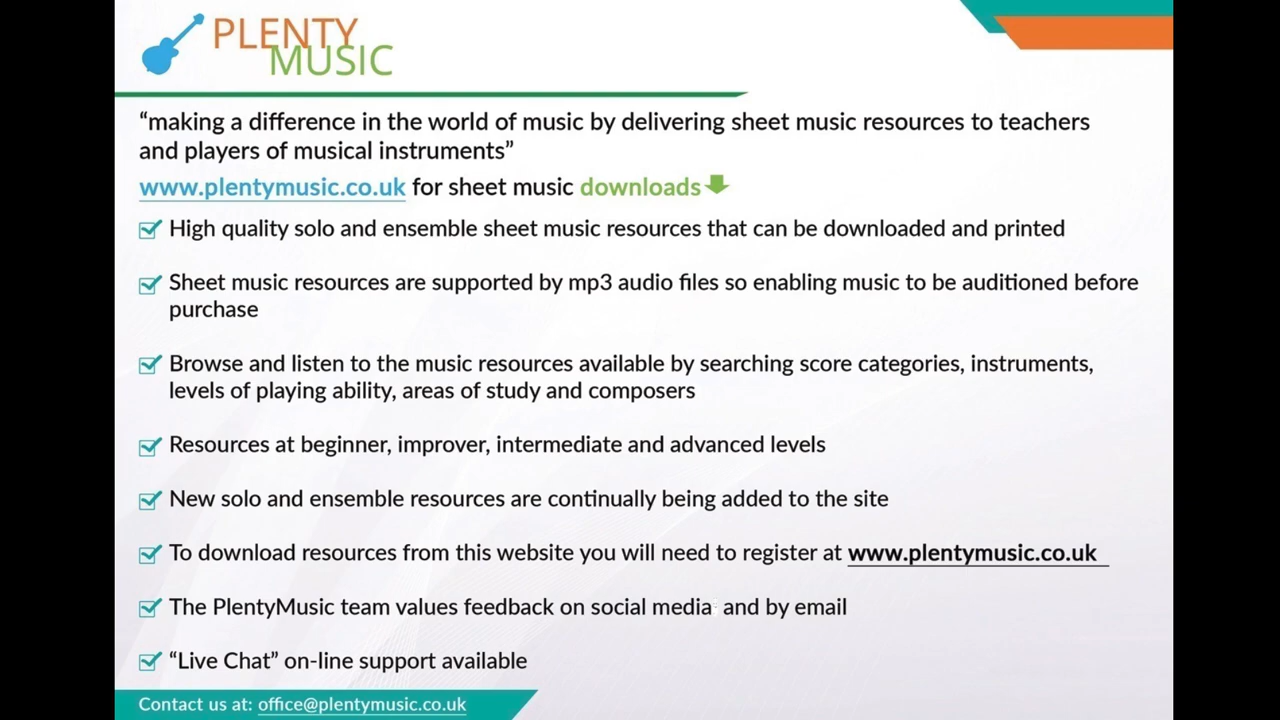 PLENTY
MUSIC
“making a difference in the world of music by delivering sheet music resources to teachers
and players of musical instruments”
www.plentymusic.co.uk for sheet music downloads
High quality solo and ensemble sheet music resources that can be downloaded and printed
Sheet music resources are supported by mp3 audio files so enabling music to be auditioned before
purchase
Browse and listen to the music resources available by searching score categories, instruments,
levels of playing ability, areas of study and composers
Resources at beginner, improver, intermediate and advanced levels
New solo and ensemble resources are continually being added to the site
To download resources from this website you will need to register at www.plentymusic.co.uk
The PlentyMusic team values feedback on social media and by email
“Live Chat” on-line support available
Contact us at: office@plentymusic.co.uk